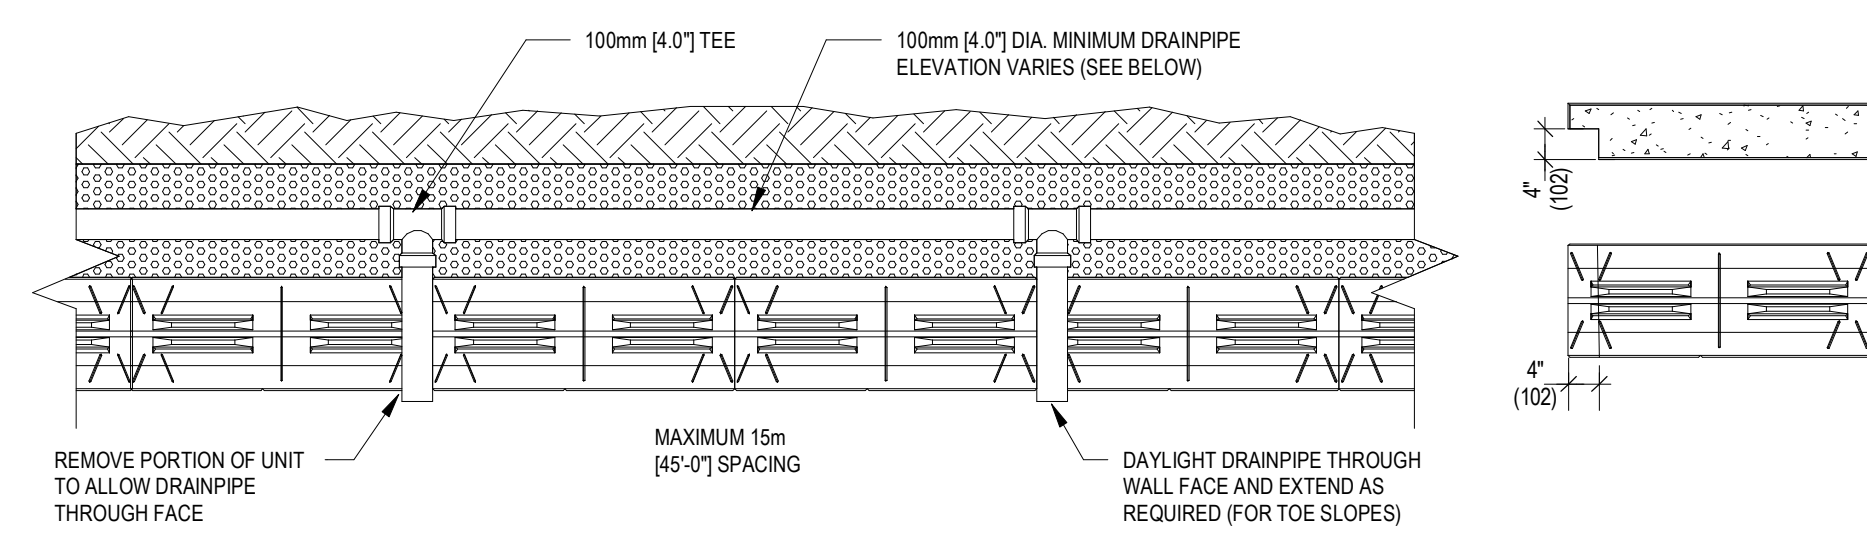 100mm [4.0"] TEE
100mm [4.0"] DIA. MINIMUM DRAINPIPE
ELEVATION VARIES (SEE BELOW)
4"
(102)
4"
(102)
REMOVE PORTION OF UNIT
TO ALLOW DRAINPIPE
THROUGH FACE
MAXIMUM 15m
[45'-0"] SPACING
DAYLIGHT DRAINPIPE THROUGH
WALL FACE AND EXTEND AS
REQUIRED (FOR TOE SLOPES)